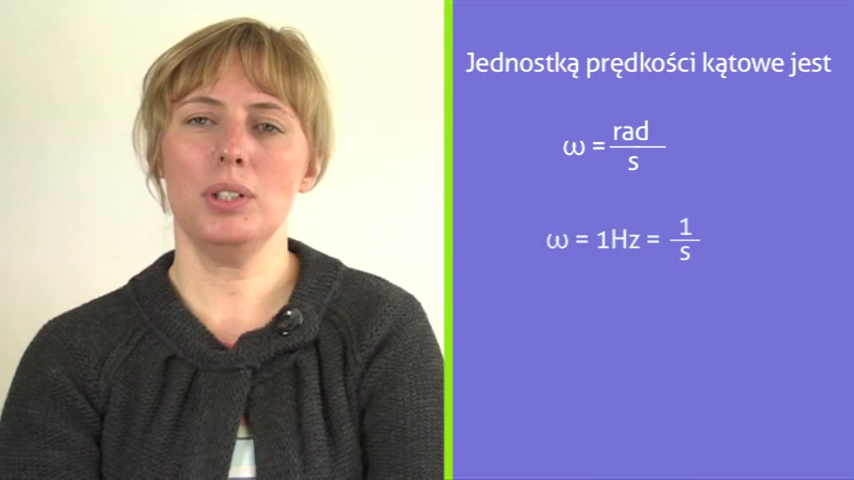 Jednostką prędkości kątowe jest
ω = rad/s
ω = 1Hz = 1/s